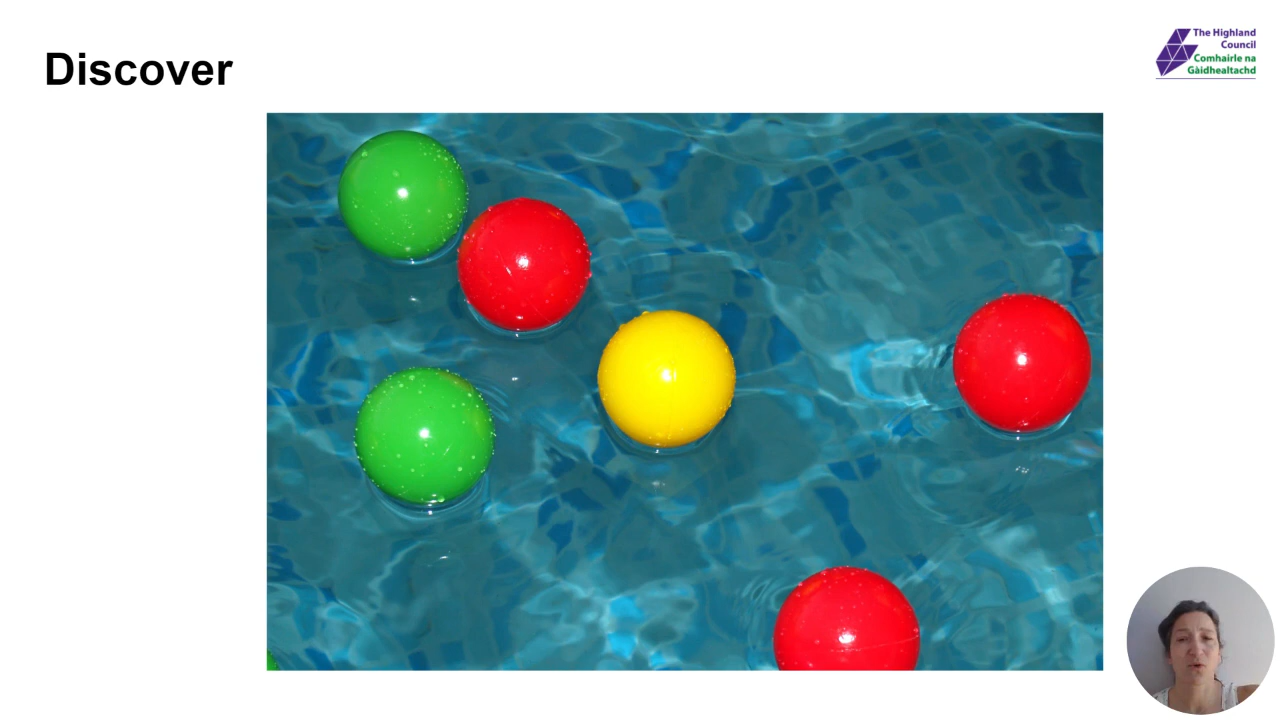 Discover
The Highland
Council
Comhairle na
Gàidhealtachd